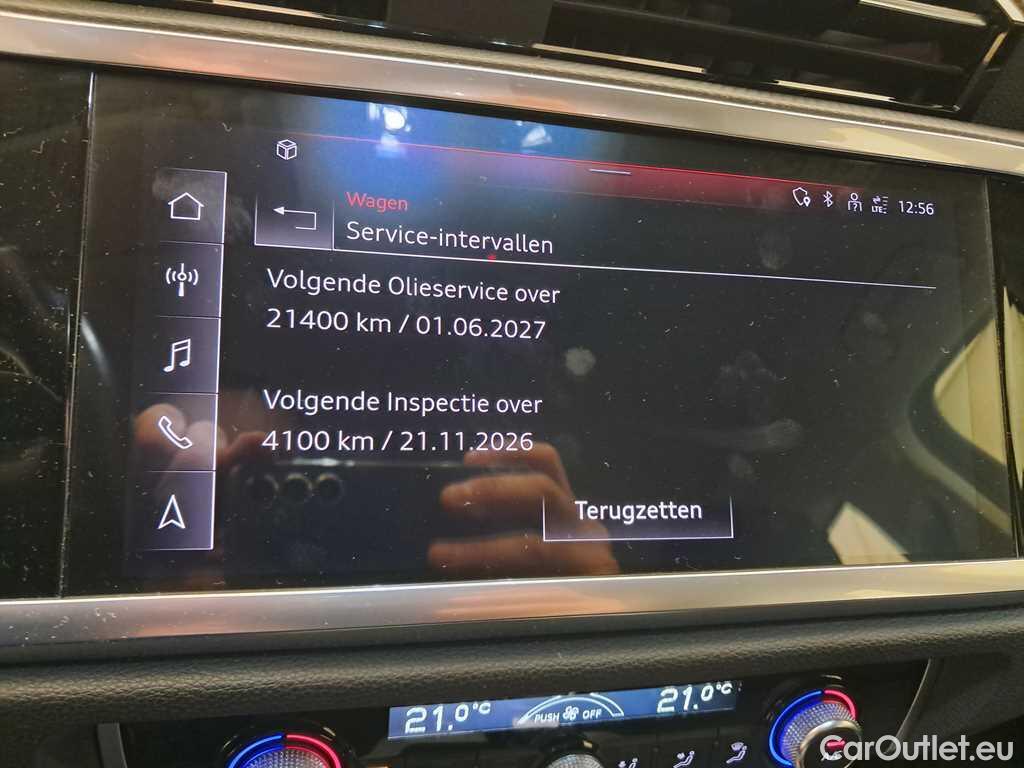 12:56
LTE
Wagen
Service-intervallen
Volgende Olieservice over
21400 km / 01.06.2027
Volgende Inspectie over
4100 km / 21.11.2026
Terugzetten
21.0°C
PUSH OFF
21.0°C
CarOutlet.eu